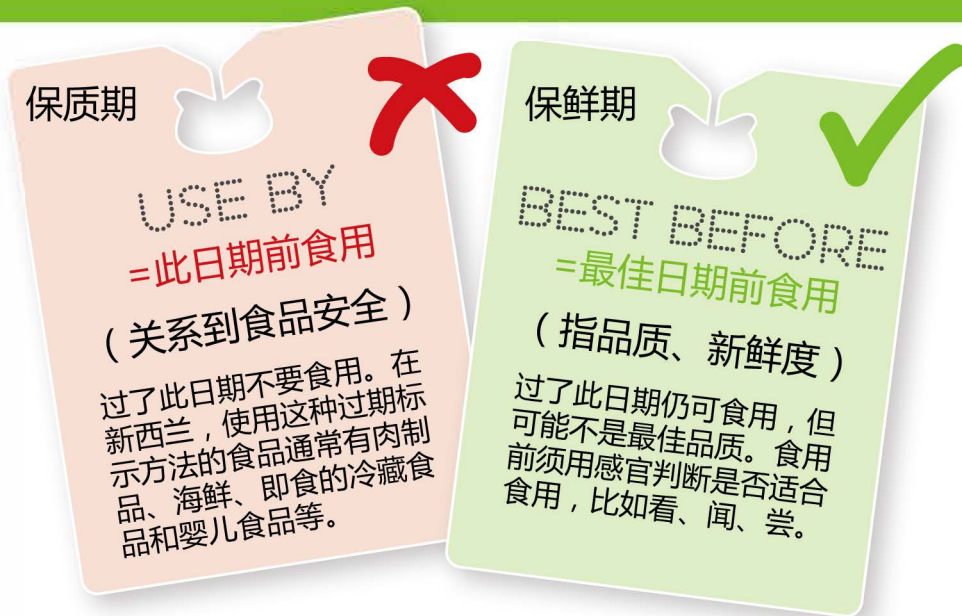 保质期
USE BY
=此日期前食用
（关系到食品安全）
过了此日期不要食用。在
新西兰，使用这种过期标
示方法的食品通常有肉制
品、海鲜、即食的冷藏食
品和婴儿食品等。
保鲜期
BEST BEFORE
=最佳日期前食用
（指品质、新鲜度）
过了此日期仍可食用，但
可能不是最佳品质。食用
前须用感官判断是否适合
食用，比如看、闻、尝。